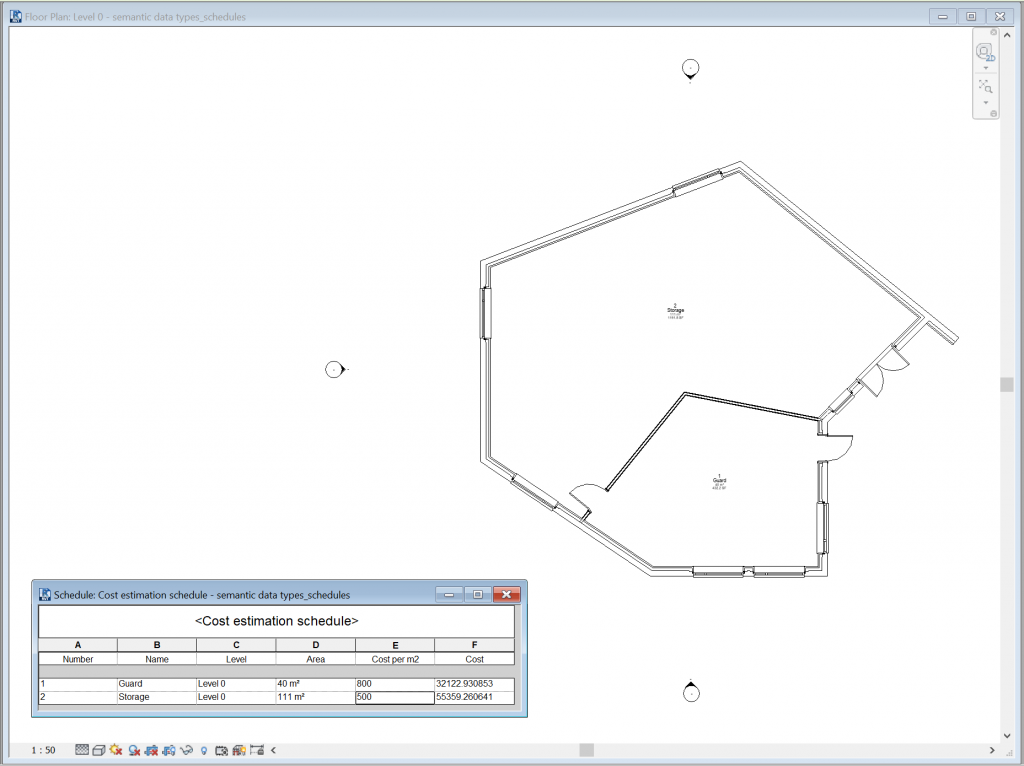 Floor Plan: Level 0 - semantic data types_schedules
2D
2
Storage
1
Guard
Schedule: Cost estimation schedule - semantic data types_schedules
<Cost estimation schedule>
A B C D E F
Number Name Level Area Cost per m2 Cost
1 Guard Level 0 40 m² 800 32122.930853
2 Storage Level 0 111 m² 500 55359.260641
1 : 50